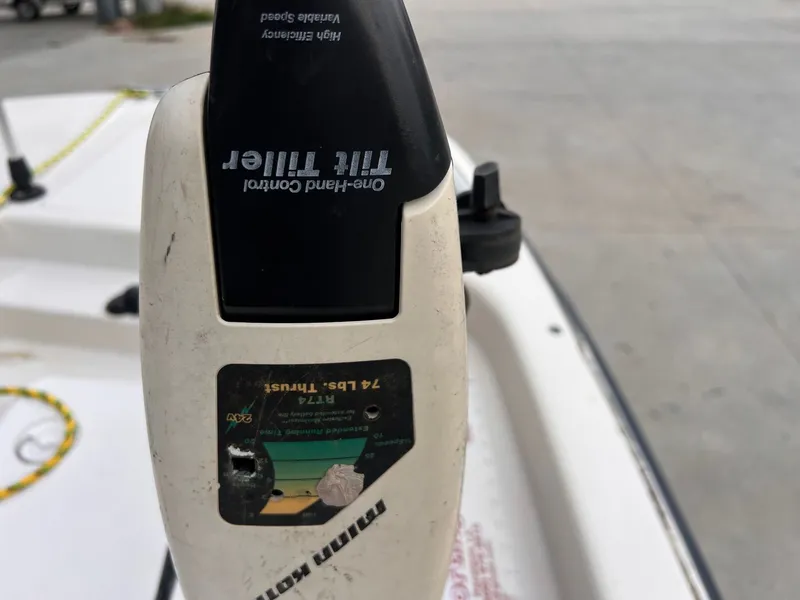 One-Hand Control
Tilt Tiller
High Efficiency
Variable Speed
minn kota
Extended Running Time
24V
RT74
74 Lbs. Thrust